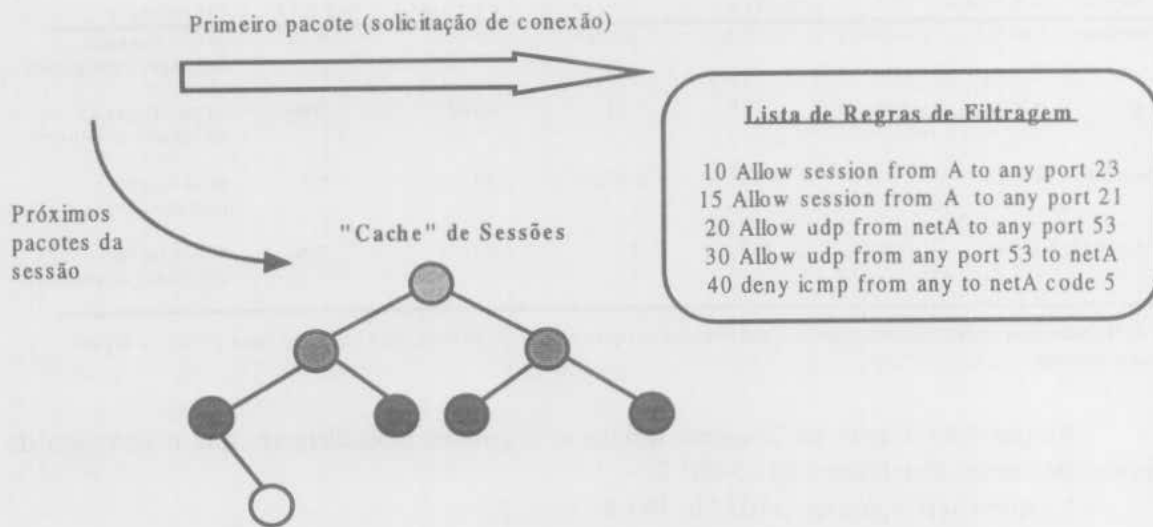 Primeiro pacote (solicitação de conexão)
Lista de Regras de Filtragem
10 Allow session from A to any port 23
15 Allow session from A to any port 21
20 Allow udp from netA to any port 53
30 Allow udp from any port 53 to netA
40 deny icmp from any to netA code 5
Próximos
pacotes da
sessão
"Cache" de Sessões